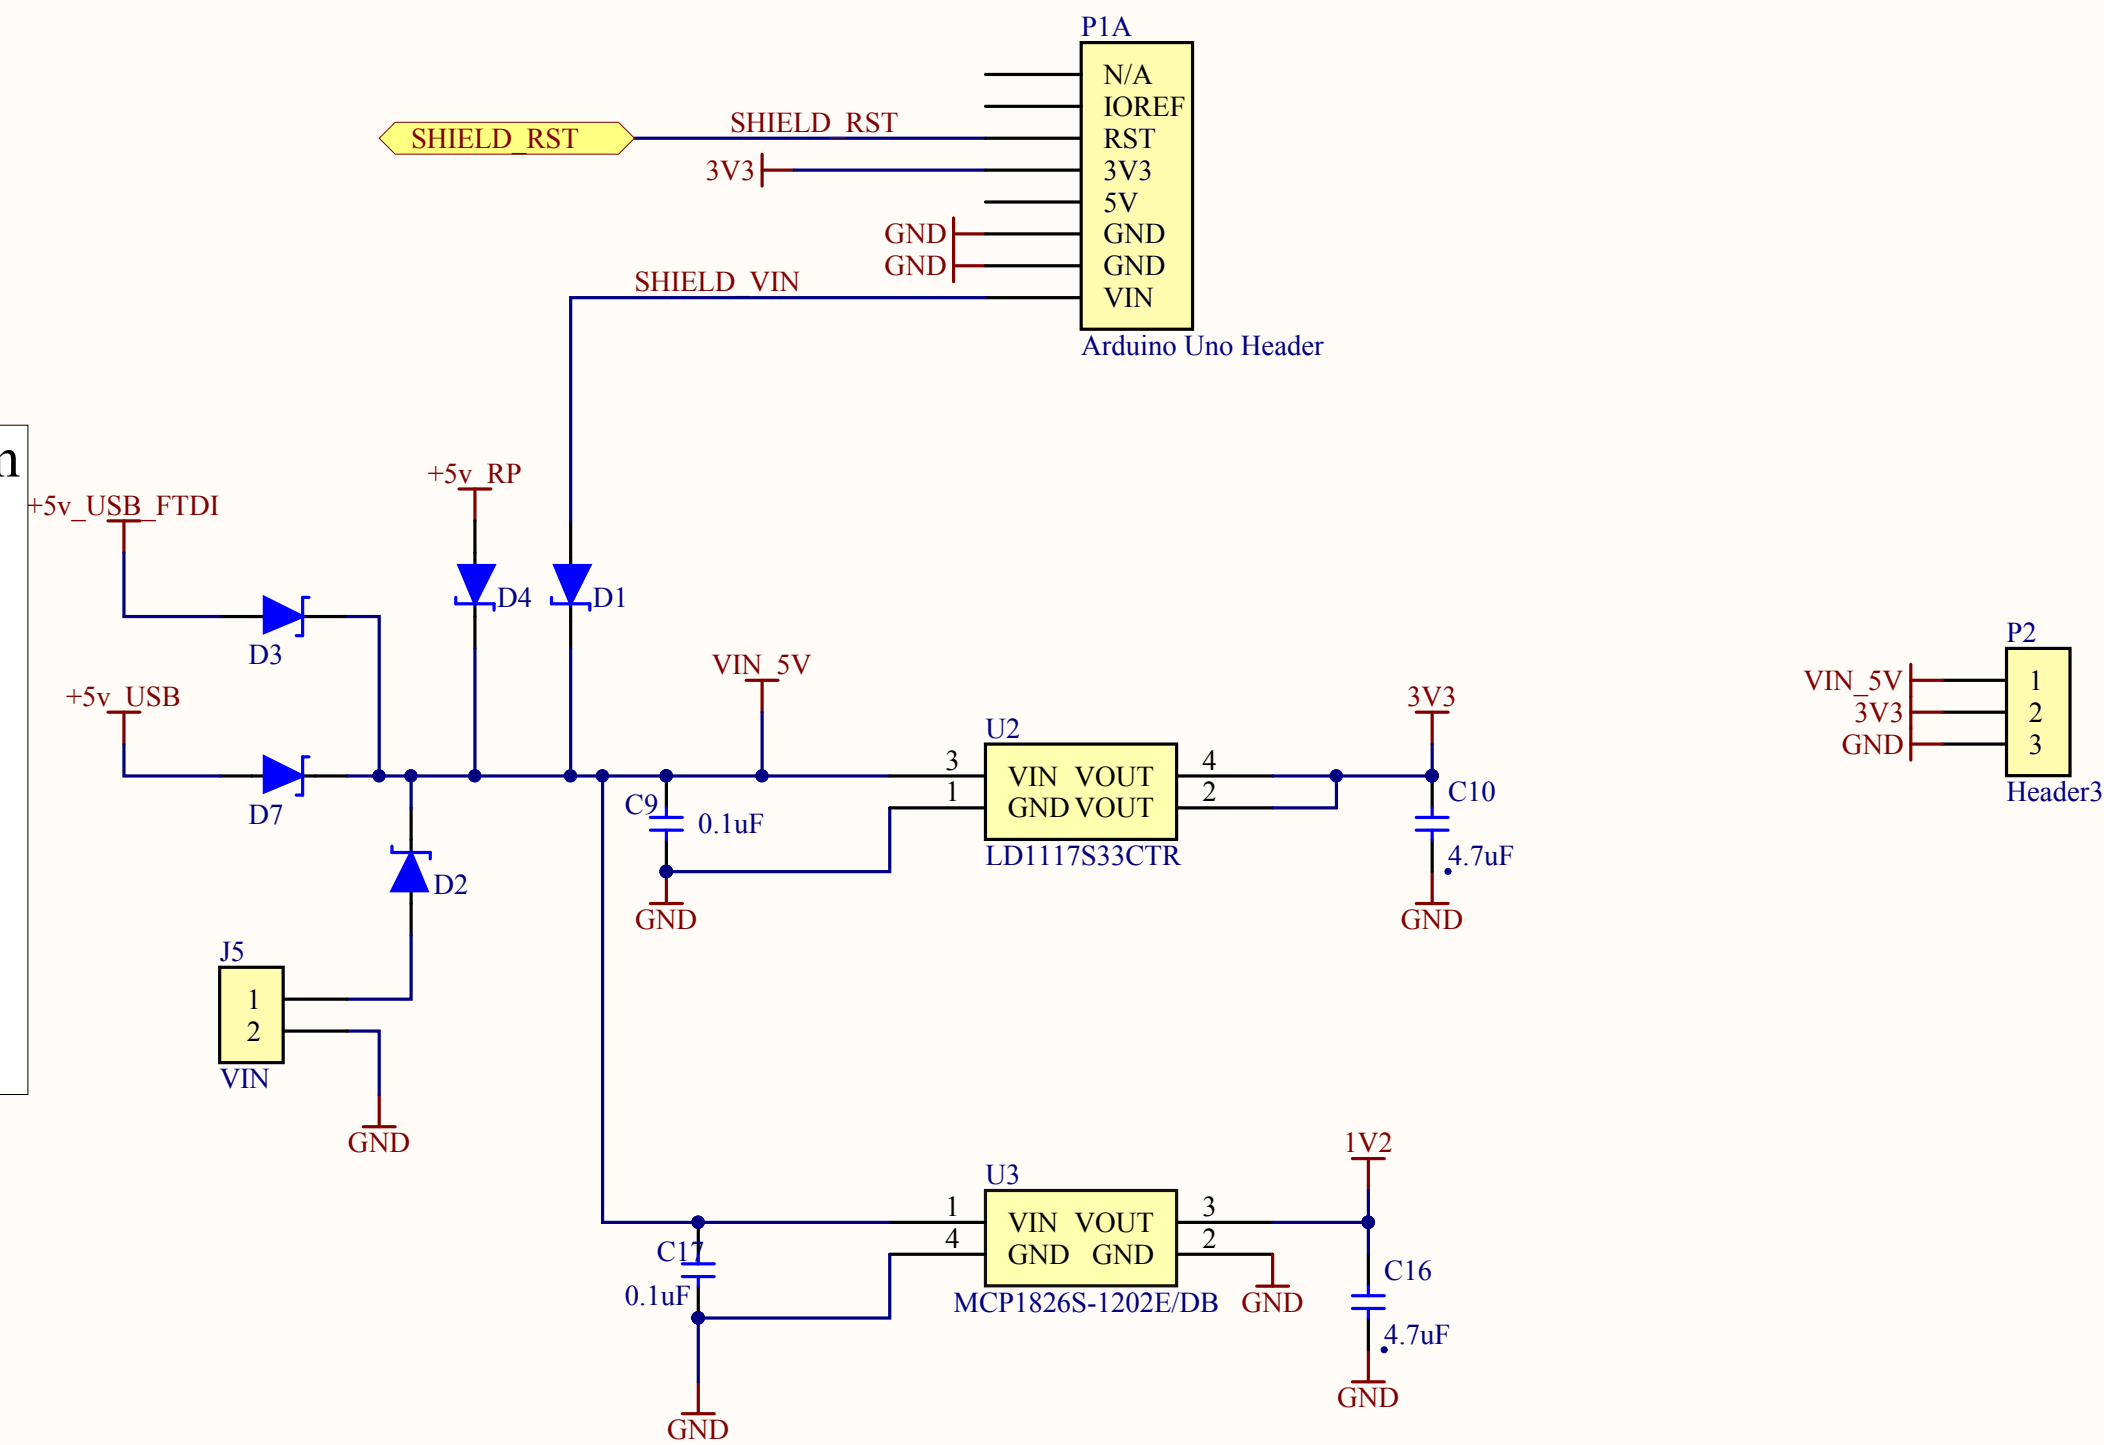 P1A
N/A
IOREF
SHIELD_RST
SHIELD_RST
RST
3V3
3V3
5V
GND
GND
GND
GND
SHIELD_VIN
VIN
Arduino Uno Header
n
+5v_RP
+5v_USB_FTDI
D4
D1
D3
P2
VIN_5V
+5v_USB
VIN_5V
1
3V3
2
GND
3
Header3
3V3
U2
3
VIN VOUT
4
1
GND VOUT
2
LD1117S33CTR
C9
0.1uF
C10
4.7uF
D7
D2
GND
GND
J5
1
2
VIN
GND
1V2
U3
1
VIN VOUT
3
4
GND GND
2
MCP1826S-1202E/DB
GND
C17
0.1uF
C16
4.7uF
GND
GND